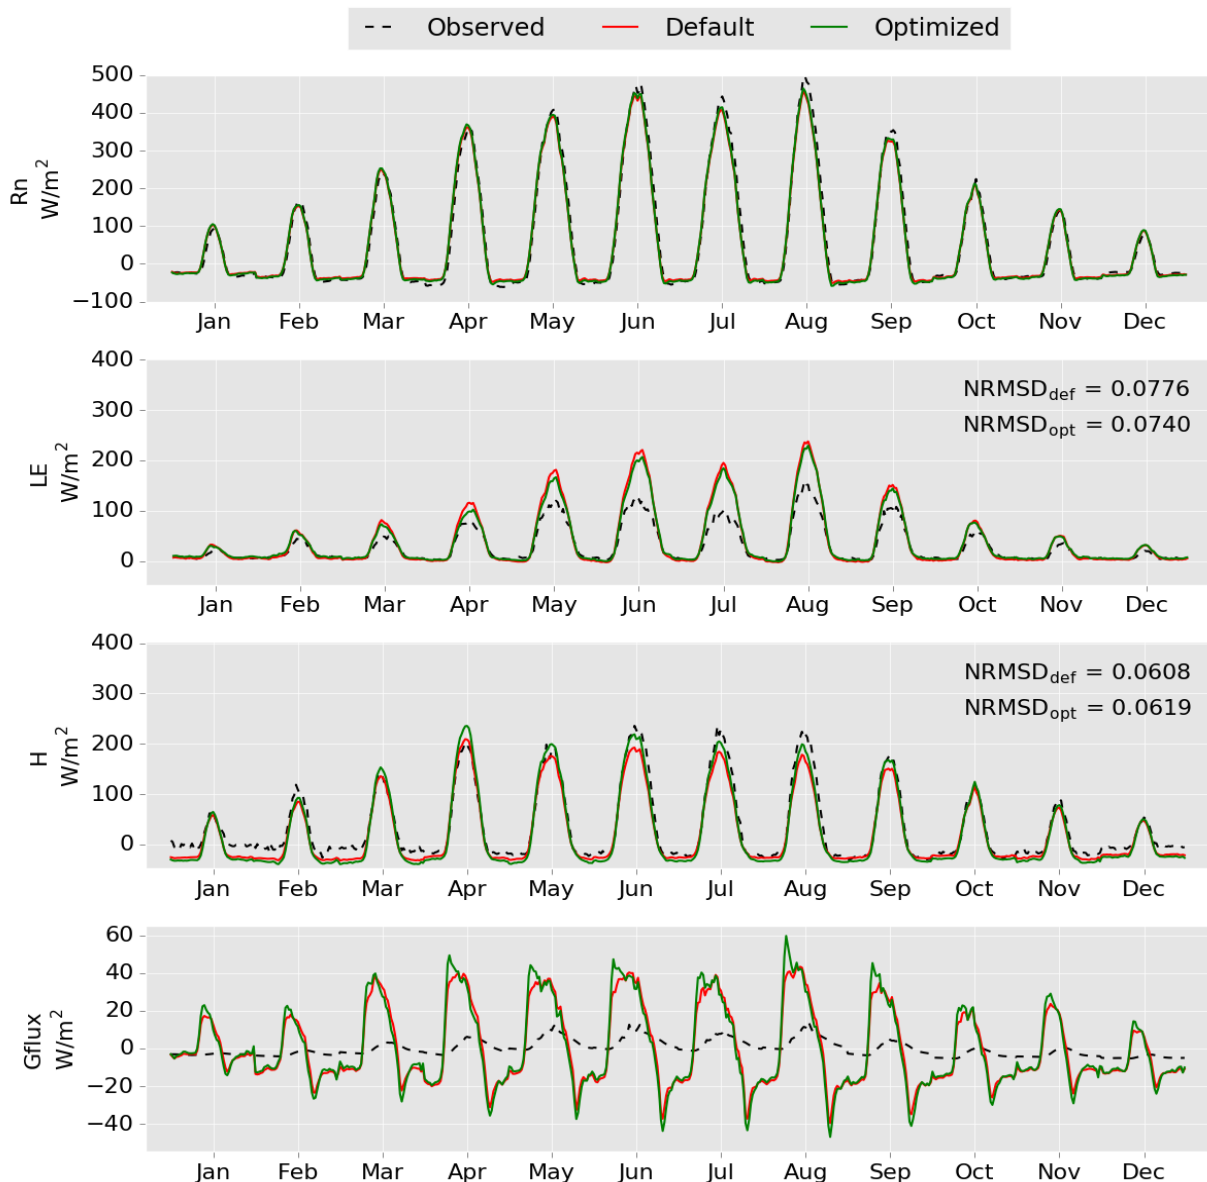 Observed Default Optimized
500
400
300
200
100
0
−100
Rn
W/m²
Jan Feb Mar Apr May Jun Jul Aug Sep Oct Nov Dec
400
300
200
100
0
LE
W/m²
NRMSD_def = 0.0776
NRMSD_opt = 0.0740
Jan Feb Mar Apr May Jun Jul Aug Sep Oct Nov Dec
400
300
200
100
0
H
W/m²
NRMSD_def = 0.0608
NRMSD_opt = 0.0619
Jan Feb Mar Apr May Jun Jul Aug Sep Oct Nov Dec
60
40
20
0
−20
−40
Gflux
W/m²
Jan Feb Mar Apr May Jun Jul Aug Sep Oct Nov Dec